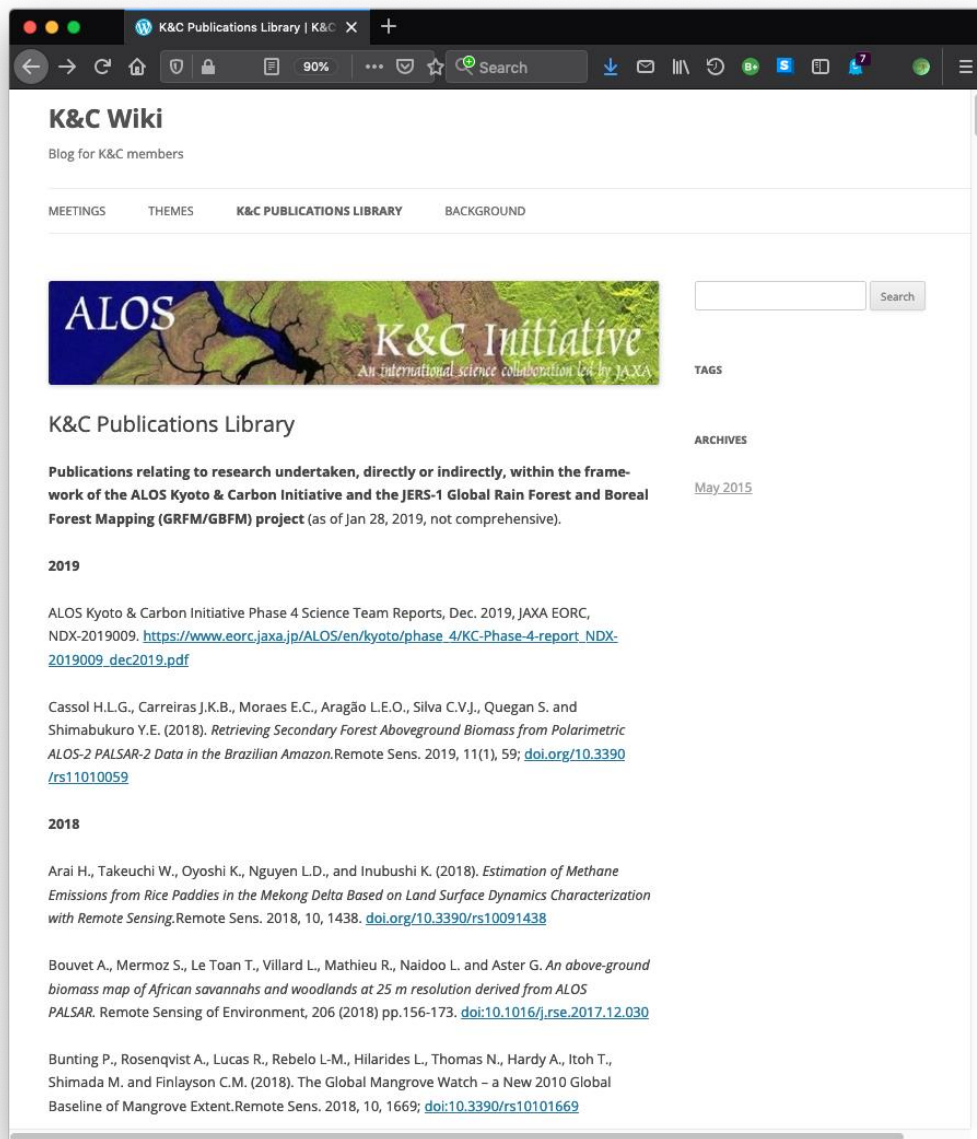 K&C Publications Library | K&C
90%
Search
7
K&C Wiki
Blog for K&C members
MEETINGS THEMES K&C PUBLICATIONS LIBRARY BACKGROUND
ALOS
K&C Initiative
An international science collaboration led by JAXA
Search
TAGS
ARCHIVES
May 2015
K&C Publications Library
Publications relating to research undertaken, directly or indirectly, within the frame-
work of the ALOS Kyoto & Carbon Initiative and the JERS-1 Global Rain Forest and Boreal
Forest Mapping (GRFM/GBFM) project (as of Jan 28, 2019, not comprehensive).
2019
ALOS Kyoto & Carbon Initiative Phase 4 Science Team Reports, Dec. 2019, JAXA EORC,
NDX-2019009. https://www.eorc.jaxa.jp/ALOS/en/kyoto/phase_4/KC-Phase-4-report_NDX-
2019009_dec2019.pdf
Cassol H.L.G., Carreiras J.K.B., Moraes E.C., Aragão L.E.O., Silva C.V.J., Quegan S. and
Shimabukuro Y.E. (2018). Retrieving Secondary Forest Aboveground Biomass from Polarimetric
ALOS-2 PALSAR-2 Data in the Brazilian Amazon.Remote Sens. 2019, 11(1), 59; doi.org/10.3390
/rs11010059
2018
Arai H., Takeuchi W., Oyoshi K., Nguyen L.D., and Inubushi K. (2018). Estimation of Methane
Emissions from Rice Paddies in the Mekong Delta Based on Land Surface Dynamics Characterization
with Remote Sensing.Remote Sens. 2018, 10, 1438. doi.org/10.3390/rs10091438
Bouvet A., Mermoz S., Le Toan T., Villard L., Mathieu R., Naidoo L. and Aster G. An above-ground
biomass map of African savannahs and woodlands at 25 m resolution derived from ALOS
PALSAR. Remote Sensing of Environment, 206 (2018) pp.156-173. doi:10.1016/j.rse.2017.12.030
Bunting P., Rosenqvist A., Lucas R., Rebelo L-M., Hilarides L., Thomas N., Hardy A., Itoh T.,
Shimada M. and Finlayson C.M. (2018). The Global Mangrove Watch – a New 2010 Global
Baseline of Mangrove Extent.Remote Sens. 2018, 10, 1669; doi:10.3390/rs10101669